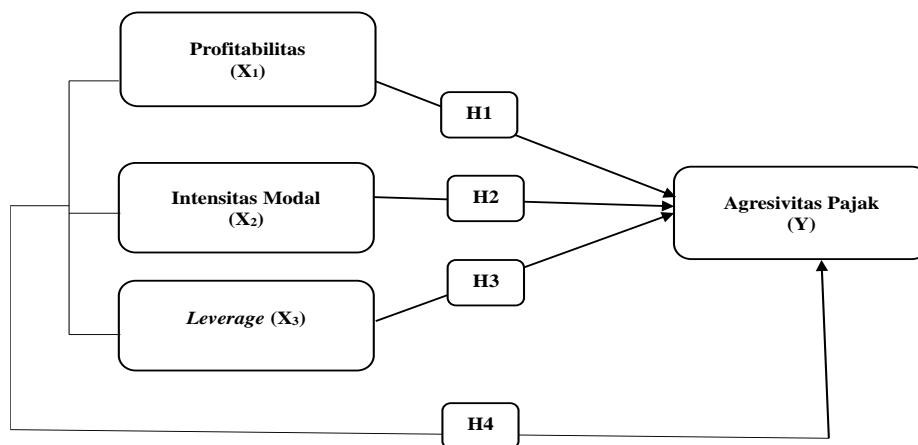 Profitabilitas
(X₁)
H1
Intensitas Modal
(X₂)
H2
Agresivitas Pajak
(Y)
H3
Leverage (X₃)
H4